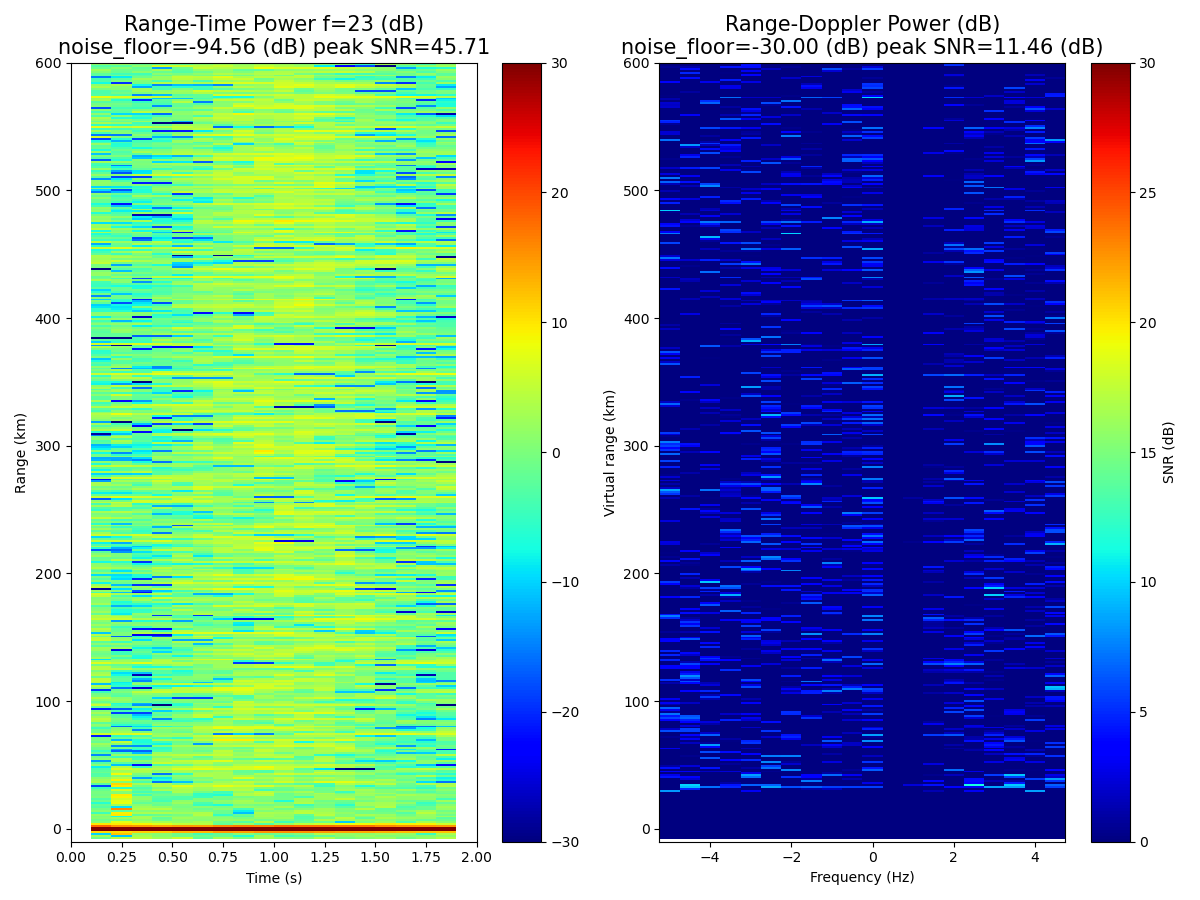 Range-Time Power f=23 (dB)
noise_floor=-94.56 (dB) peak SNR=45.71
Range (km)
600
500
400
300
200
100
0
0.00 0.25 0.50 0.75 1.00 1.25 1.50 1.75 2.00
Time (s)
30
20
10
0
−10
−20
−30
Range-Doppler Power (dB)
noise_floor=-30.00 (dB) peak SNR=11.46 (dB)
Virtual range (km)
600
500
400
300
200
100
0
−4 −2 0 2 4
Frequency (Hz)
30
25
20
15
10
5
0
SNR (dB)